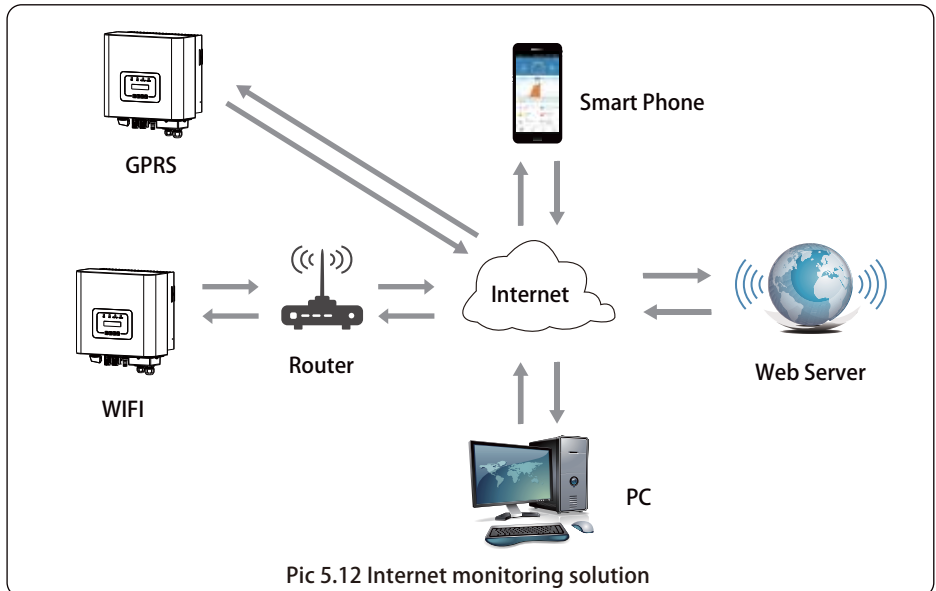 Smart Phone
GPRS
Internet
Router
Web Server
WIFI
PC
Pic 5.12 Internet monitoring solution